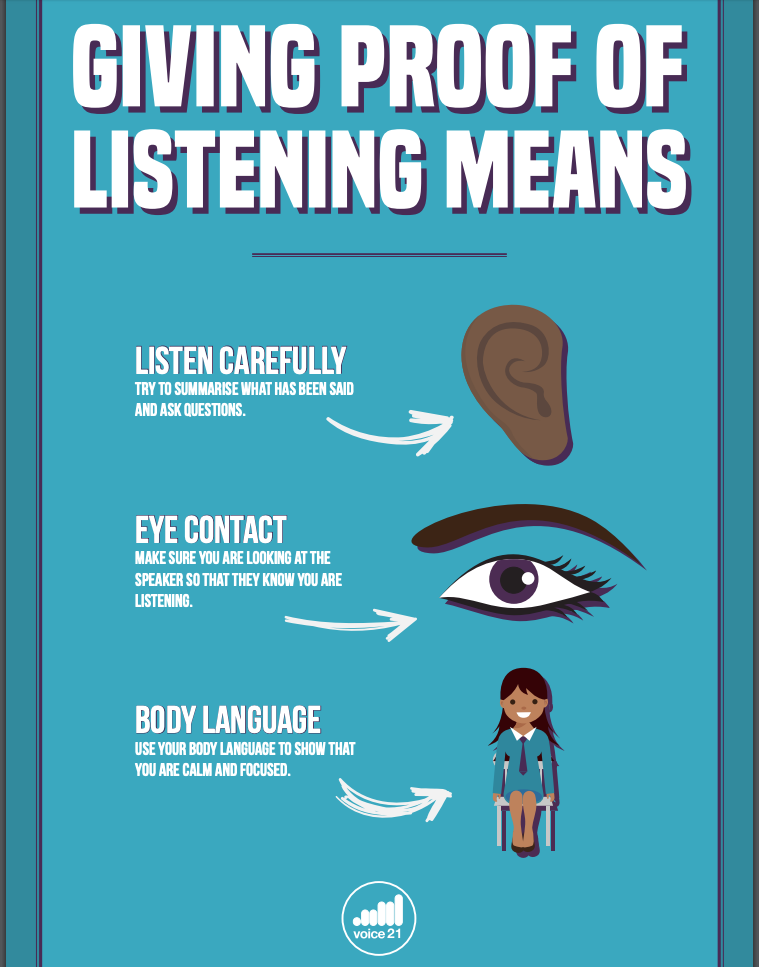 GIVING PROOF OF
LISTENING MEANS
LISTEN CAREFULLY
TRY TO SUMMARISE WHAT HAS BEEN SAID
AND ASK QUESTIONS.
EYE CONTACT
MAKE SURE YOU ARE LOOKING AT THE
SPEAKER SO THAT THEY KNOW YOU ARE
LISTENING.
BODY LANGUAGE
USE YOUR BODY LANGUAGE TO SHOW THAT
YOU ARE CALM AND FOCUSED.
voice 21